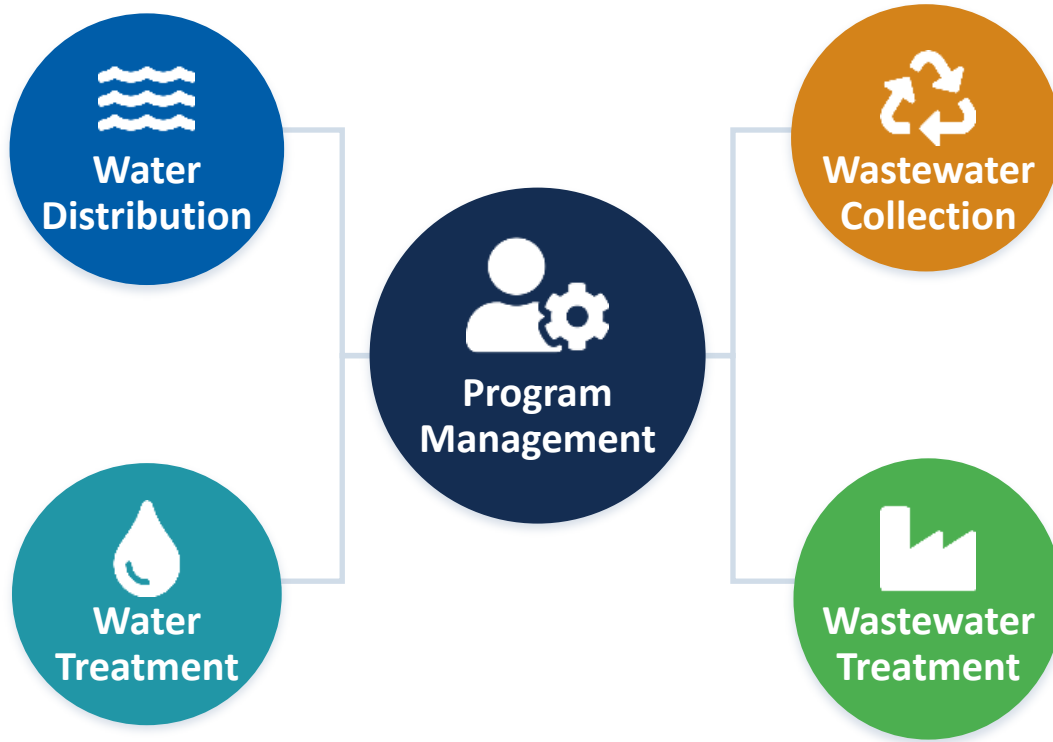 Water
Distribution
Wastewater
Collection
Program
Management
Water
Treatment
Wastewater
Treatment